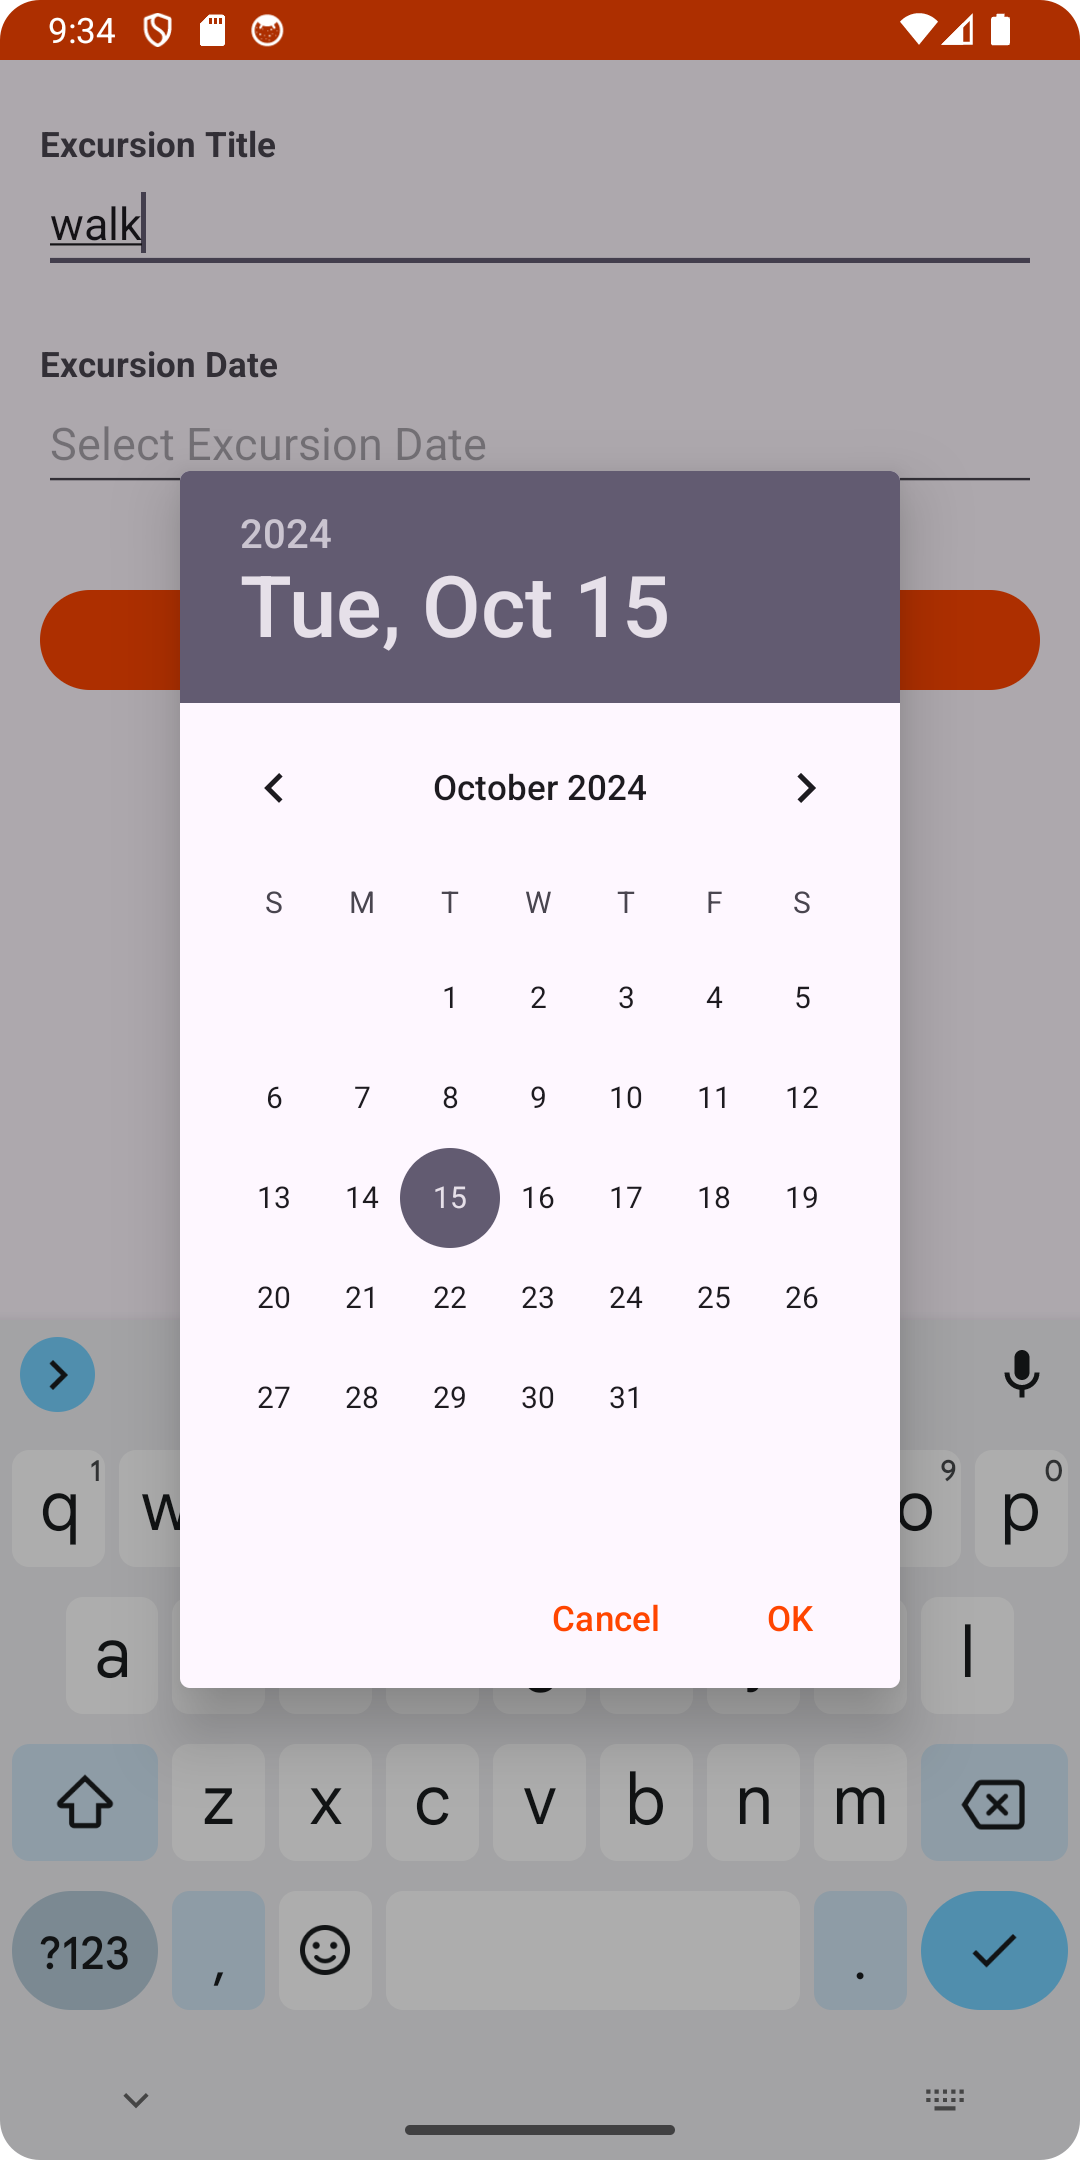 9:34
Excursion Title
walk
Excursion Date
Select Excursion Date
2024
Tue, Oct 15
October 2024
S M T W T F S
1 2 3 4 5
6 7 8 9 10 11 12
13 14 15 16 17 18 19
20 21 22 23 24 25 26
27 28 29 30 31
Cancel OK
q 1 w o 9 p 0
a l
z x c v b n m
?123 , .